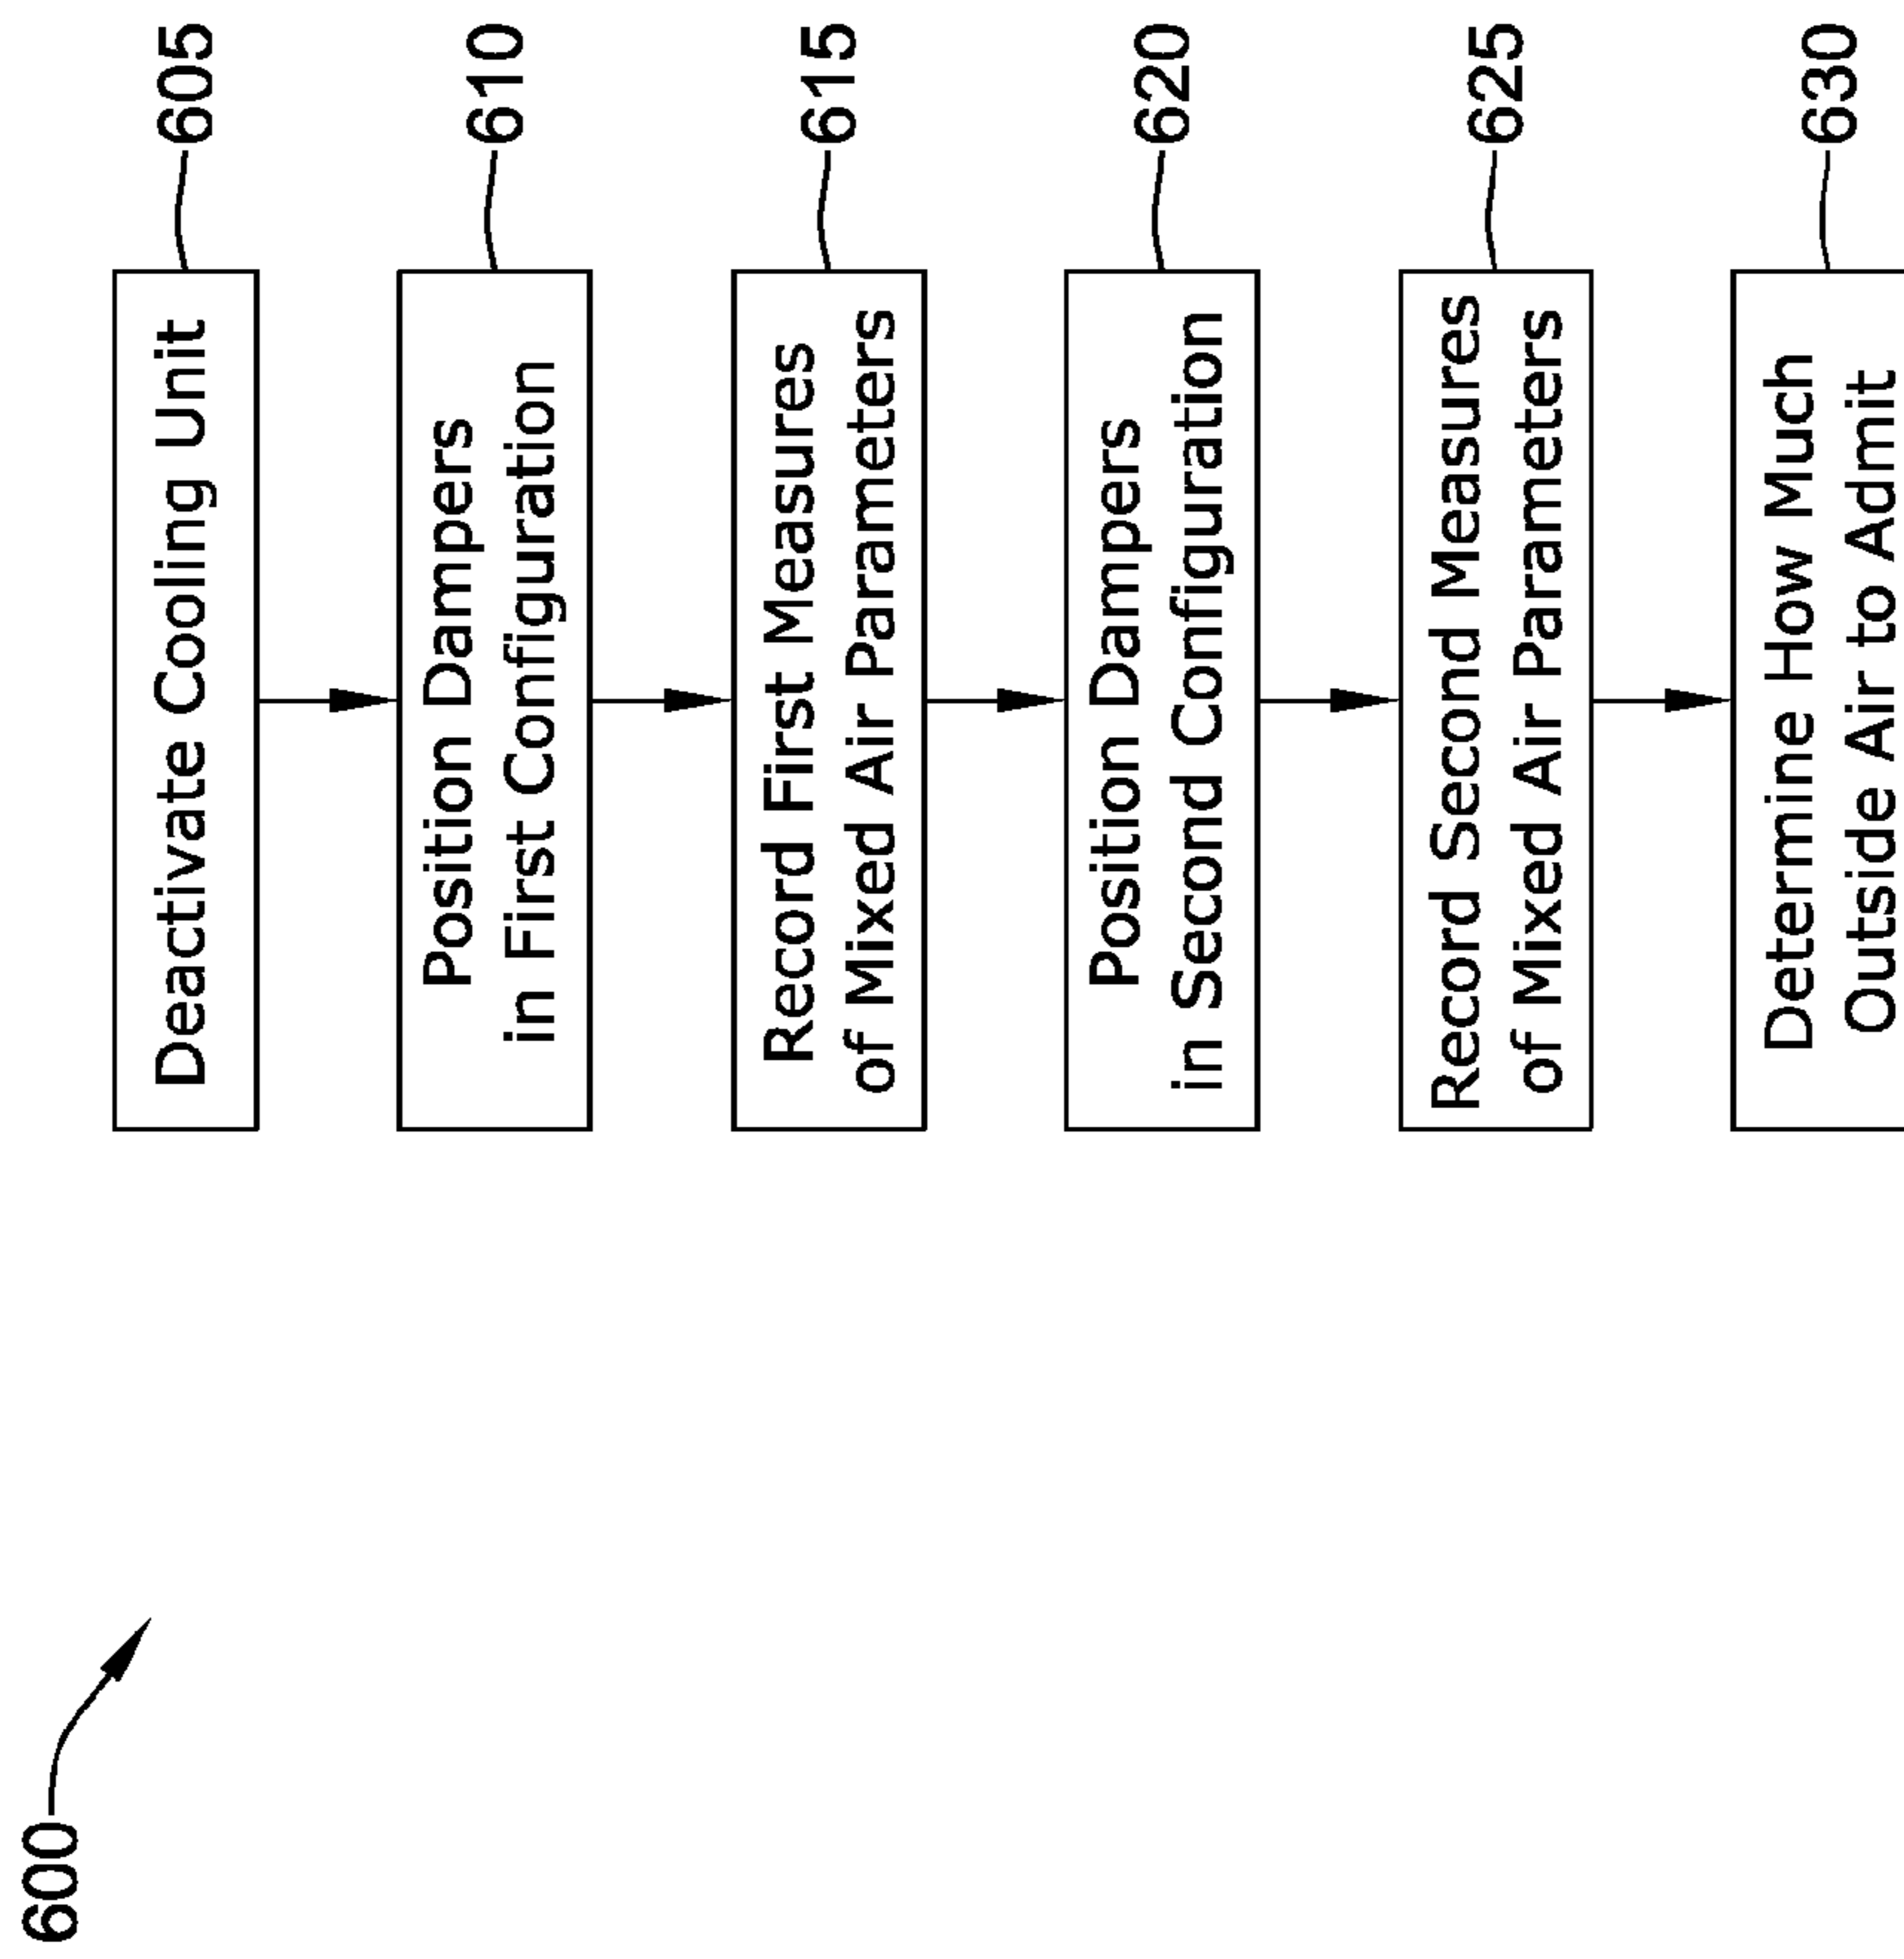 600
Deactivate Cooling Unit
605
Position Dampers
in First Configuration
610
Record First Measures
of Mixed Air Parameters
615
Position Dampers
in Second Configuration
620
Record Second Measures
of Mixed Air Parameters
625
Determine How Much
Outside Air to Admit
630